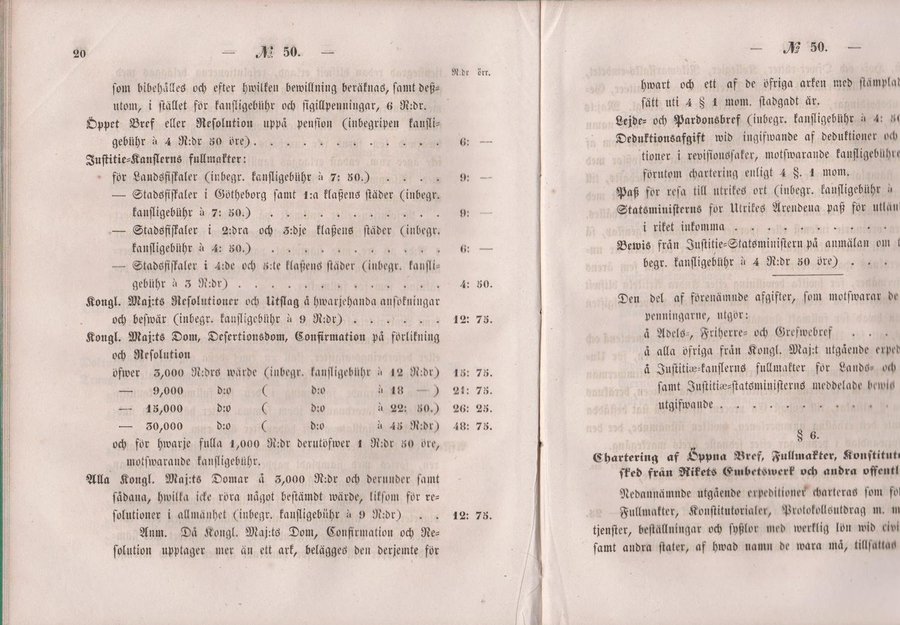 20
— № 50. —
R:dr öre.
som bibehålles och efter hwilken bewillning beräknas, samt dess-
utom, i stället för kansligebühr och sigillpenningar, 6 R:dr.
Öppet Bref eller Resolution uppå pension (inbegripen kansli-
gebühr à 4 R:dr 50 öre) . . . . . . . . . . . 6: —
Justitie-Kanslerns fullmakter:
för Landsfiskaler (inbegr. kansligebühr à 7: 50.) . . . . 9: —
— Stadsfiskaler i Götheborg samt 1:a klassens städer (inbegr.
kansligebühr à 7: 50.) . . . . . . . . . . . 9: —
— Stadsfiskaler i 2:dra och 3:dje klassens städer (inbegr.
kansligebühr à 4: 50.) . . . . . . . . . . . 6: —
— Stadsfiskaler i 4:de och 5:te klassens städer (inbegr. kansli-
gebühr à 3 R:dr) . . . . . . . . . . . . 4: 50.
Kongl. Maj:ts Resolutioner och Utslag å hwarjehanda ansökningar
och beswär (inbegr. kansligebühr à 9 R:dr) . . . . . . 12: 75.
Kongl. Maj:ts Dom, Desertionsdom, Confirmation på förlikning
och Resolution
öfwer 3,000 R:drs wärde (inbegr. kansligebühr à 12 R:dr) 15: 75.
— 9,000 d:o ( d:o à 18 —) 21: 75.
— 15,000 d:o ( d:o à 22: 50.) 26: 25.
— 30,000 d:o ( d:o à 45 R:dr) 48: 75.
och för hwarje fulla 1,000 R:dr derutöfwer 1 R:dr 50 öre,
motswarande kansligebühr.
Alla Kongl. Maj:ts Domar å 3,000 R:dr och derunder samt
sådana, hwilka icke röra något bestämdt wärde, liksom för re-
solutioner i allmänhet (inbegr. kansligebühr à 9 R:dr) . . 12: 75.
Anm. Då Kongl. Maj:ts Dom, Confirmation och Re-
solution upptager mer än ett ark, belägges den derjemte för
— № 50. —
hwart och ett af de öfriga arken med stämplat
sätt uti 4 § 1 mom. stadgadt är.
Lejde- och Pardonsbref (inbegr. kansligebühr à 4: 50
Deduktionsafgift wid ingifwande af deduktioner och
tioner i revisionssaker, motswarande kansligebühre
förutom chartering enligt 4 §. 1 mom.
Pass för resa till utrikes ort (inbegr. kansligebühr à
Statsministerns för Utrikes Ärendena pass för utlän
i riket inkomma . . . . . . . . .
Bewis från Justitie-Statsministern på anmälan om
begr. kansligebühr à 4 R:dr 50 öre) . . .
Den del af förenämnde afgifter, som motswarar de
penningarne, utgör:
å Adels-, Friherre- och Grefwebref . . .
å alla öfriga från Kongl. Maj:t utgående exped
å Justitiæ-kanslerns fullmakter för Lands- och
samt Justitiæ-statsministerns meddelade bewis
utgifwande . . . . . . . . . .
§ 6.
Chartering af Öppna Bref, Fullmakter, Konstitut
sked från Rikets Embetswerk och andra offentl
Nedannämnde utgående expeditioner charteras som föl
Fullmakter, Konstitutorialer, Protokollsutdrag m. m
tjenster, beställningar och sysslor med werklig lön wid civi
samt andra stater, af hwad namn de wara må, tillsattas